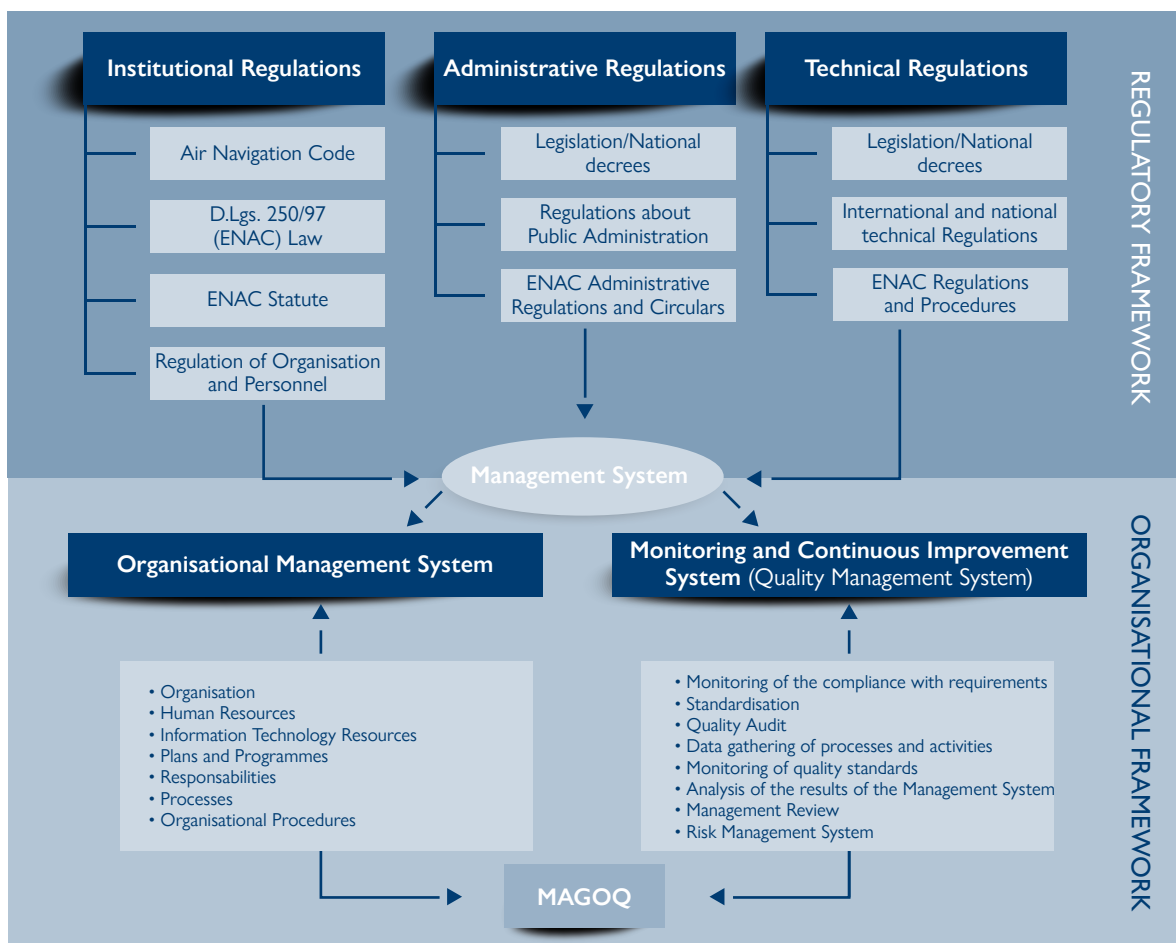 Institutional Regulations
Air Navigation Code
D.Lgs. 250/97
(ENAC) Law
ENAC Statute
Regulation of Organisation
and Personnel
Administrative Regulations
Legislation/National
decrees
Regulations about
Public Administration
ENAC Administrative
Regulations and Circulars
Technical Regulations
Legislation/National
decrees
International and national
technical Regulations
ENAC Regulations
and Procedures
REGULATORY FRAMEWORK
Management System
Organisational Management System
• Organisation
• Human Resources
• Information Technology Resources
• Plans and Programmes
• Responsabilities
• Processes
• Organisational Procedures
Monitoring and Continuous Improvement
System (Quality Management System)
• Monitoring of the compliance with requirements
• Standardisation
• Quality Audit
• Data gathering of processes and activities
• Monitoring of quality standards
• Analysis of the results of the Management System
• Management Review
• Risk Management System
MAGOQ
ORGANISATIONAL FRAMEWORK